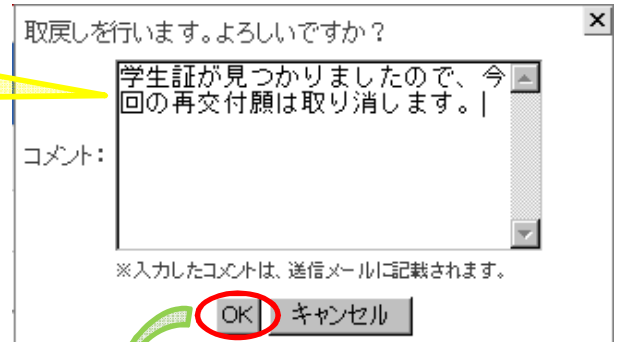 取戻しを行います。よろしいですか?
学生証が見つかりましたので、今
回の再交付願は取り消します。
コメント:
※入力したコメントは、送信メールに記載されます。
OK キャンセル